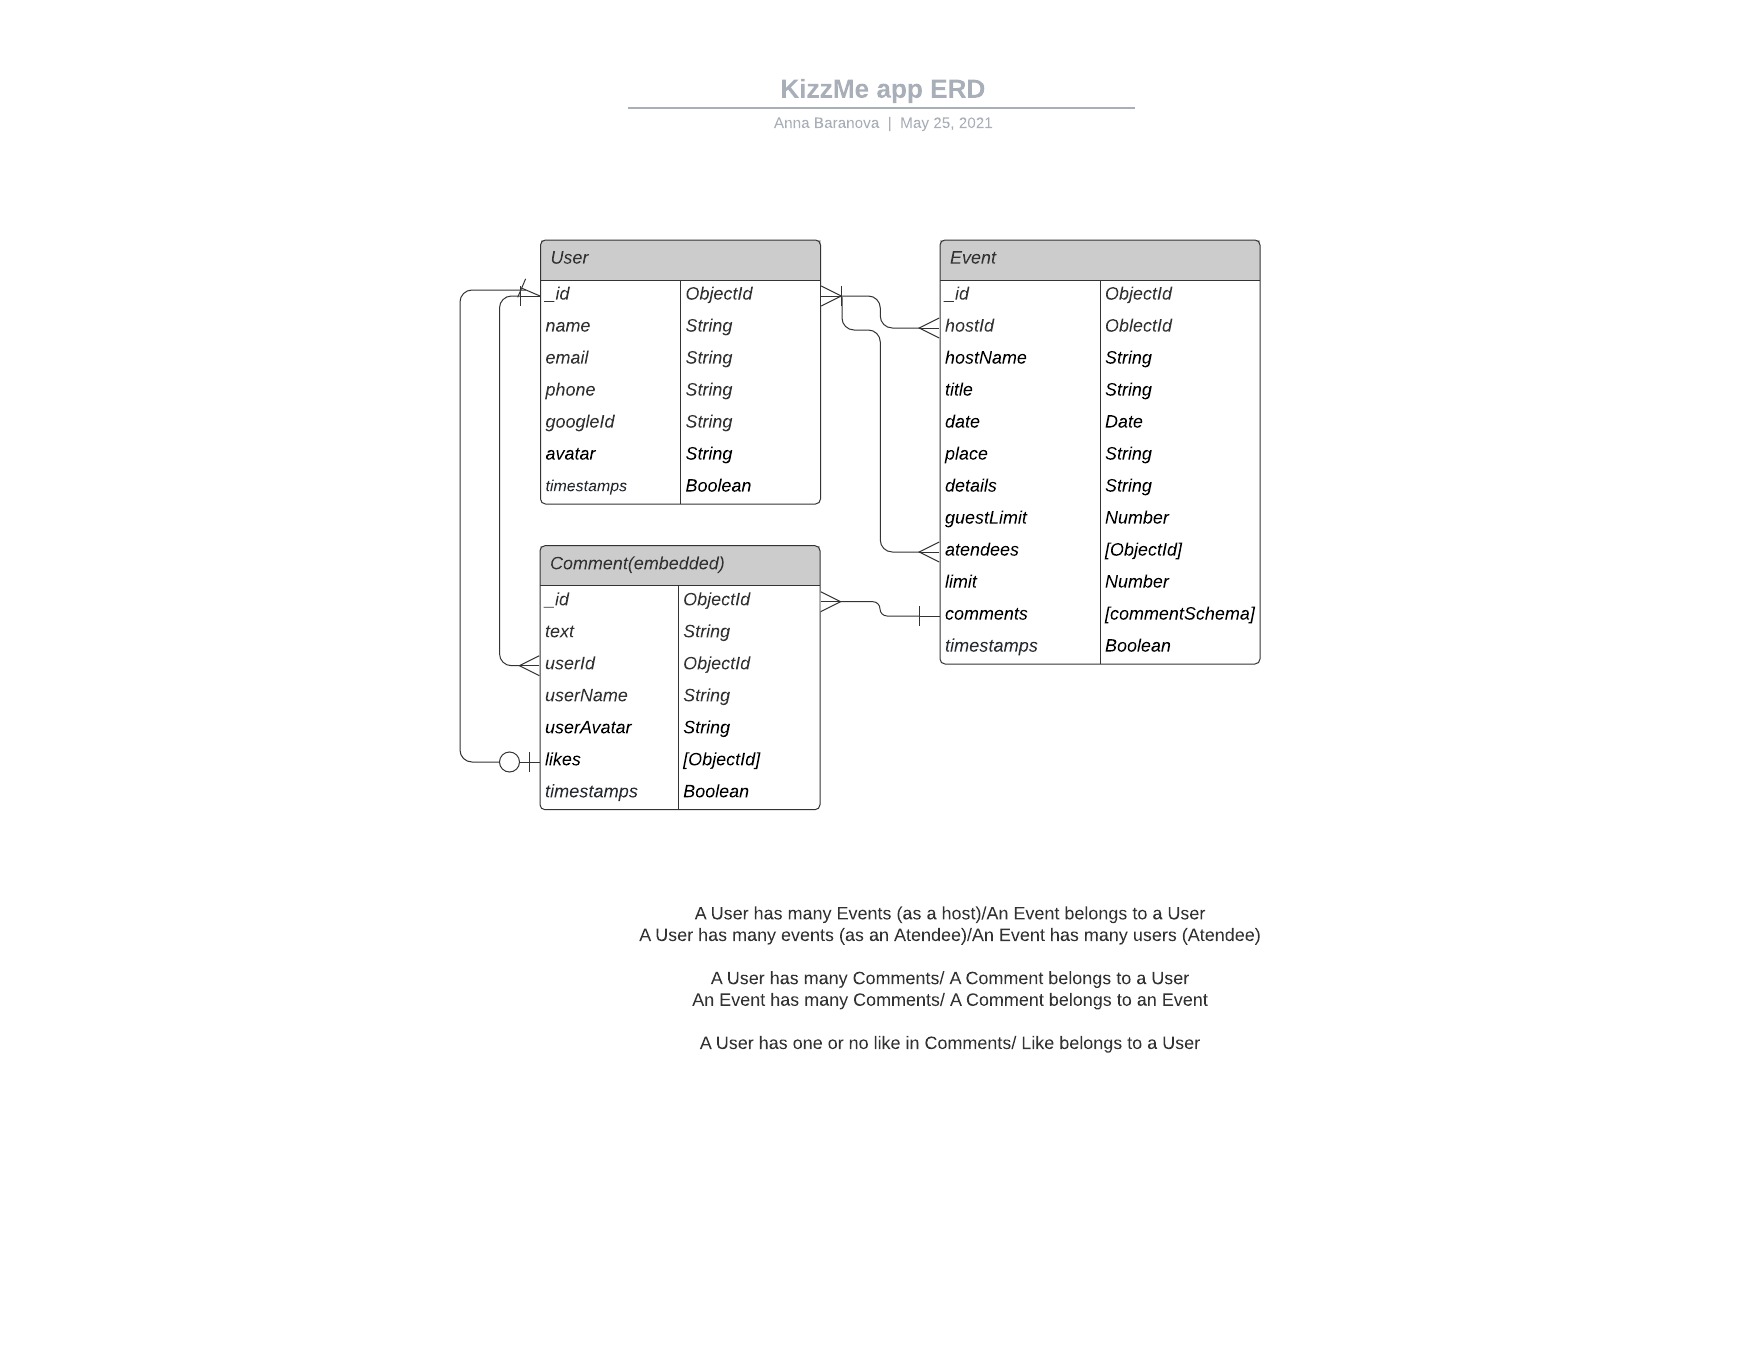 KizzMe app ERD
Anna Baranova | May 25, 2021
User
_id ObjectId
name String
email String
phone String
googleId String
avatar String
timestamps Boolean
Event
_id ObjectId
hostId OblectId
hostName String
title String
date Date
place String
details String
guestLimit Number
atendees [ObjectId]
limit Number
comments [commentSchema]
timestamps Boolean
Comment(embedded)
_id ObjectId
text String
userId ObjectId
userName String
userAvatar String
likes [ObjectId]
timestamps Boolean
A User has many Events (as a host)/An Event belongs to a User
A User has many events (as an Atendee)/An Event has many users (Atendee)
A User has many Comments/ A Comment belongs to a User
An Event has many Comments/ A Comment belongs to an Event
A User has one or no like in Comments/ Like belongs to a User